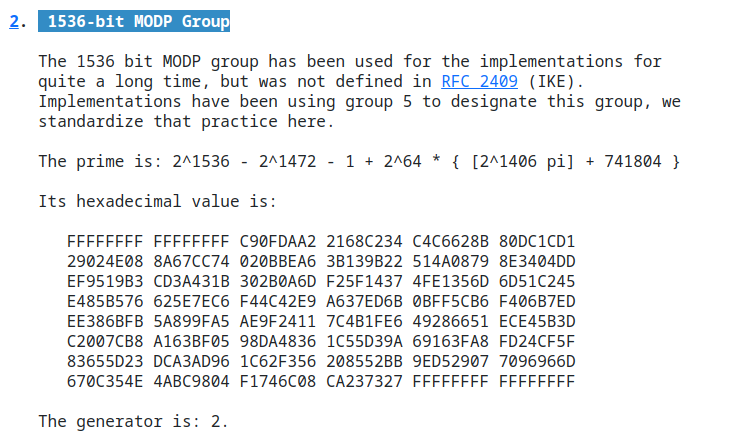 2. 1536-bit MODP Group
The 1536 bit MODP group has been used for the implementations for
quite a long time, but was not defined in RFC 2409 (IKE).
Implementations have been using group 5 to designate this group, we
standardize that practice here.
The prime is: 2^1536 - 2^1472 - 1 + 2^64 * { [2^1406 pi] + 741804 }
Its hexadecimal value is:
FFFFFFFF FFFFFFFF C90FDAA2 2168C234 C4C6628B 80DC1CD1
29024E08 8A67CC74 020BBEA6 3B139B22 514A0879 8E3404DD
EF9519B3 CD3A431B 302B0A6D F25F1437 4FE1356D 6D51C245
E485B576 625E7EC6 F44C42E9 A637ED6B 0BFF5CB6 F406B7ED
EE386BFB 5A899FA5 AE9F2411 7C4B1FE6 49286651 ECE45B3D
C2007CB8 A163BF05 98DA4836 1C55D39A 69163FA8 FD24CF5F
83655D23 DCA3AD96 1C62F356 208552BB 9ED52907 7096966D
670C354E 4ABC9804 F1746C08 CA237327 FFFFFFFF FFFFFFFF
The generator is: 2.